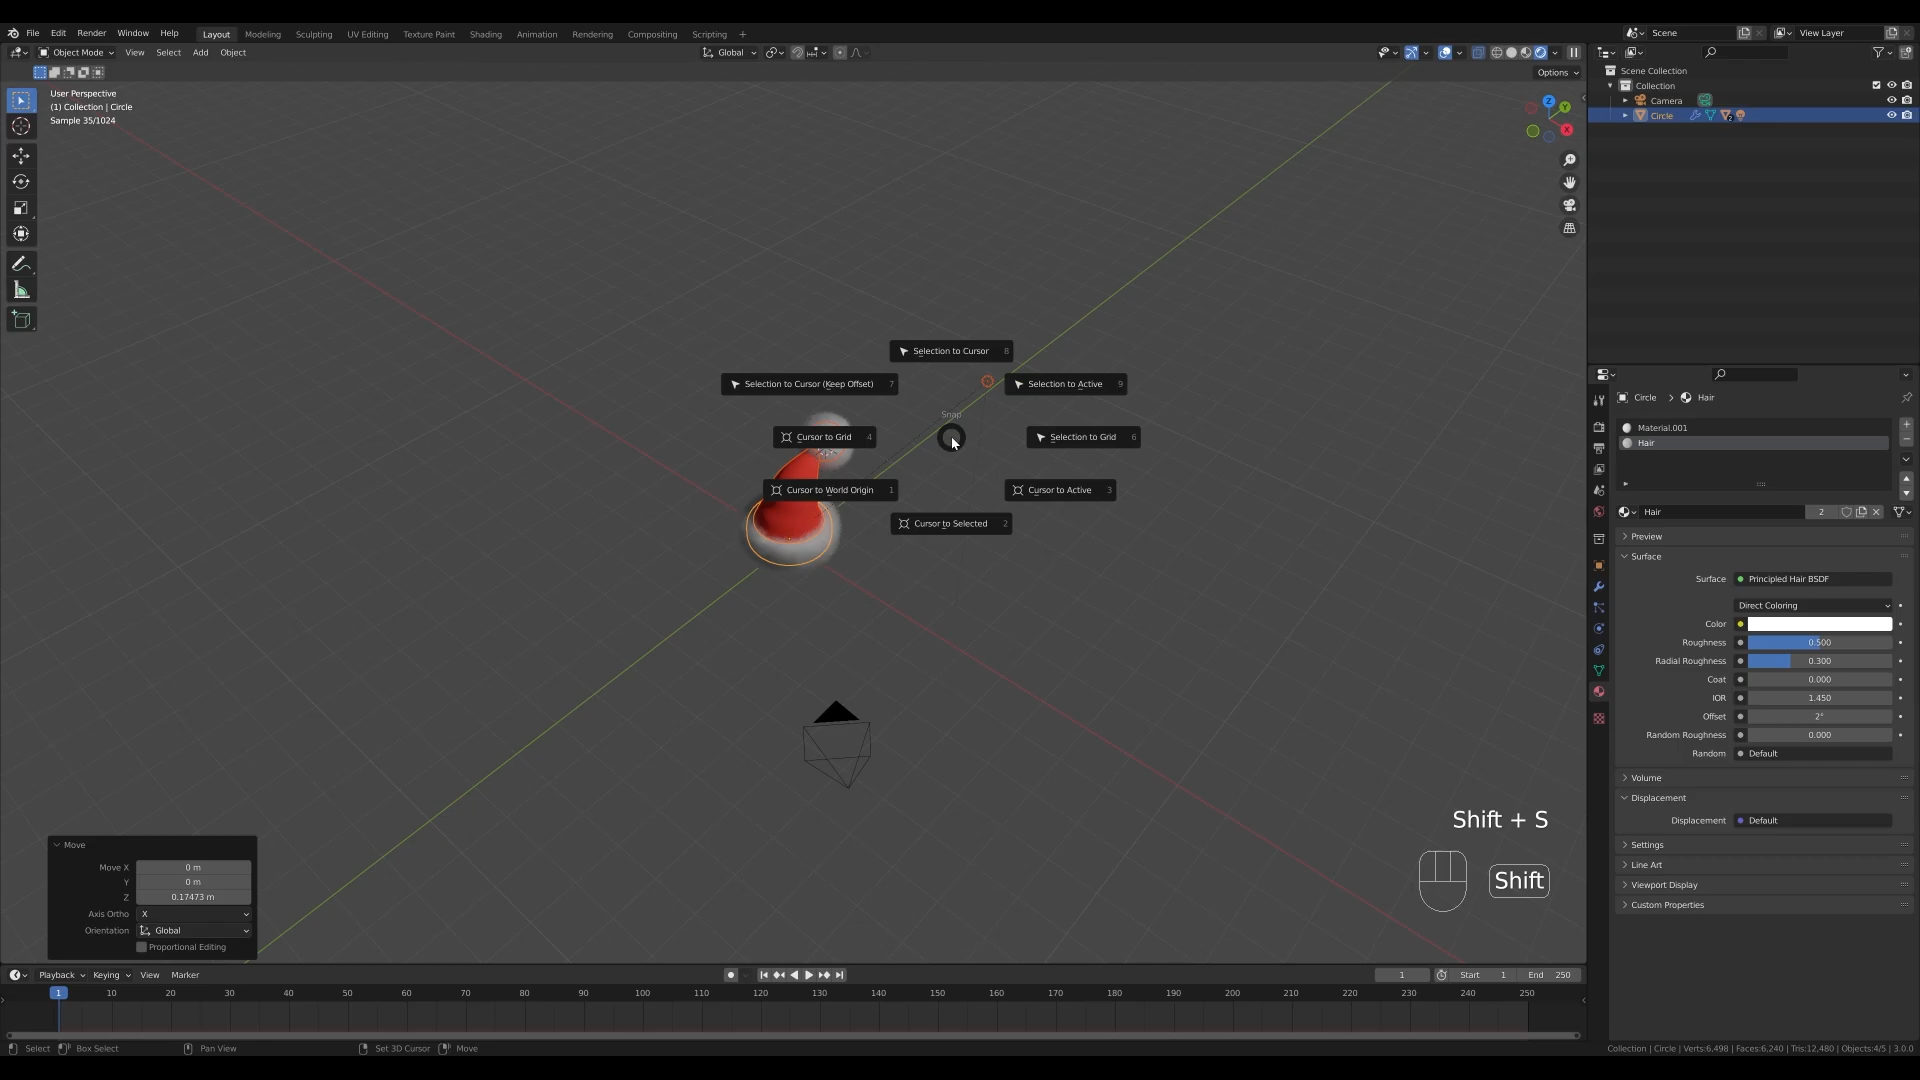 File Edit Render Window Help Layout Modeling Sculpting UV Editing Texture Paint Shading Animation Rendering Compositing Scripting + Scene View Layer
Object Mode View Select Add Object Global
Options
User Perspective
(1) Collection | Circle
Sample 35/1024
Scene Collection
Collection
Camera
Circle 2
Z
Y
X
Selection to Cursor 8
Selection to Cursor (Keep Offset) 7
Selection to Active 9
Snap
Cursor to Grid 4
Selection to Grid 6
Cursor to World Origin 1
Cursor to Active 3
Cursor to Selected 2
Circle > Hair
Material.001
Hair
Hair 2
Preview
Surface
Surface Principled Hair BSDF
Direct Coloring
Color
Roughness 0.500
Radial Roughness 0.300
Coat 0.000
IOR 1.450
Offset 2°
Random Roughness 0.000
Random Default
Volume
Displacement
Displacement Default
Settings
Line Art
Viewport Display
Custom Properties
Shift + S
Shift
Move
Move X 0 m
Y 0 m
Z 0.17473 m
Axis Ortho X
Orientation Global
Proportional Editing
Playback Keying View Marker 1 Start 1 End 250
1 10 20 30 40 50 60 70 80 90 100 110 120 130 140 150 160 170 180 190 200 210 220 230 240 250
Select Box Select Pan View Set 3D Cursor Move Collection | Circle | Verts:6,498 | Faces:6,240 | Tris:12,480 | Objects:4/5 | 3.0.0